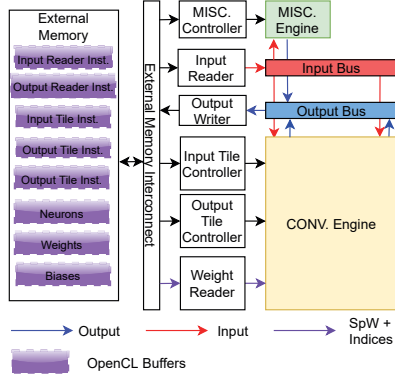 External
Memory
Input Reader Inst.
Output Reader Inst.
Input Tile Inst.
Output Tile Inst.
Output Tile Inst.
Neurons
Weights
Biases
External Memory Interconnect
MISC.
Controller
Input
Reader
Output
Writer
Input Tile
Controller
Output
Tile
Controller
Weight
Reader
MISC.
Engine
Input Bus
Output Bus
CONV. Engine
Output
Input
SpW +
Indices
OpenCL Buffers